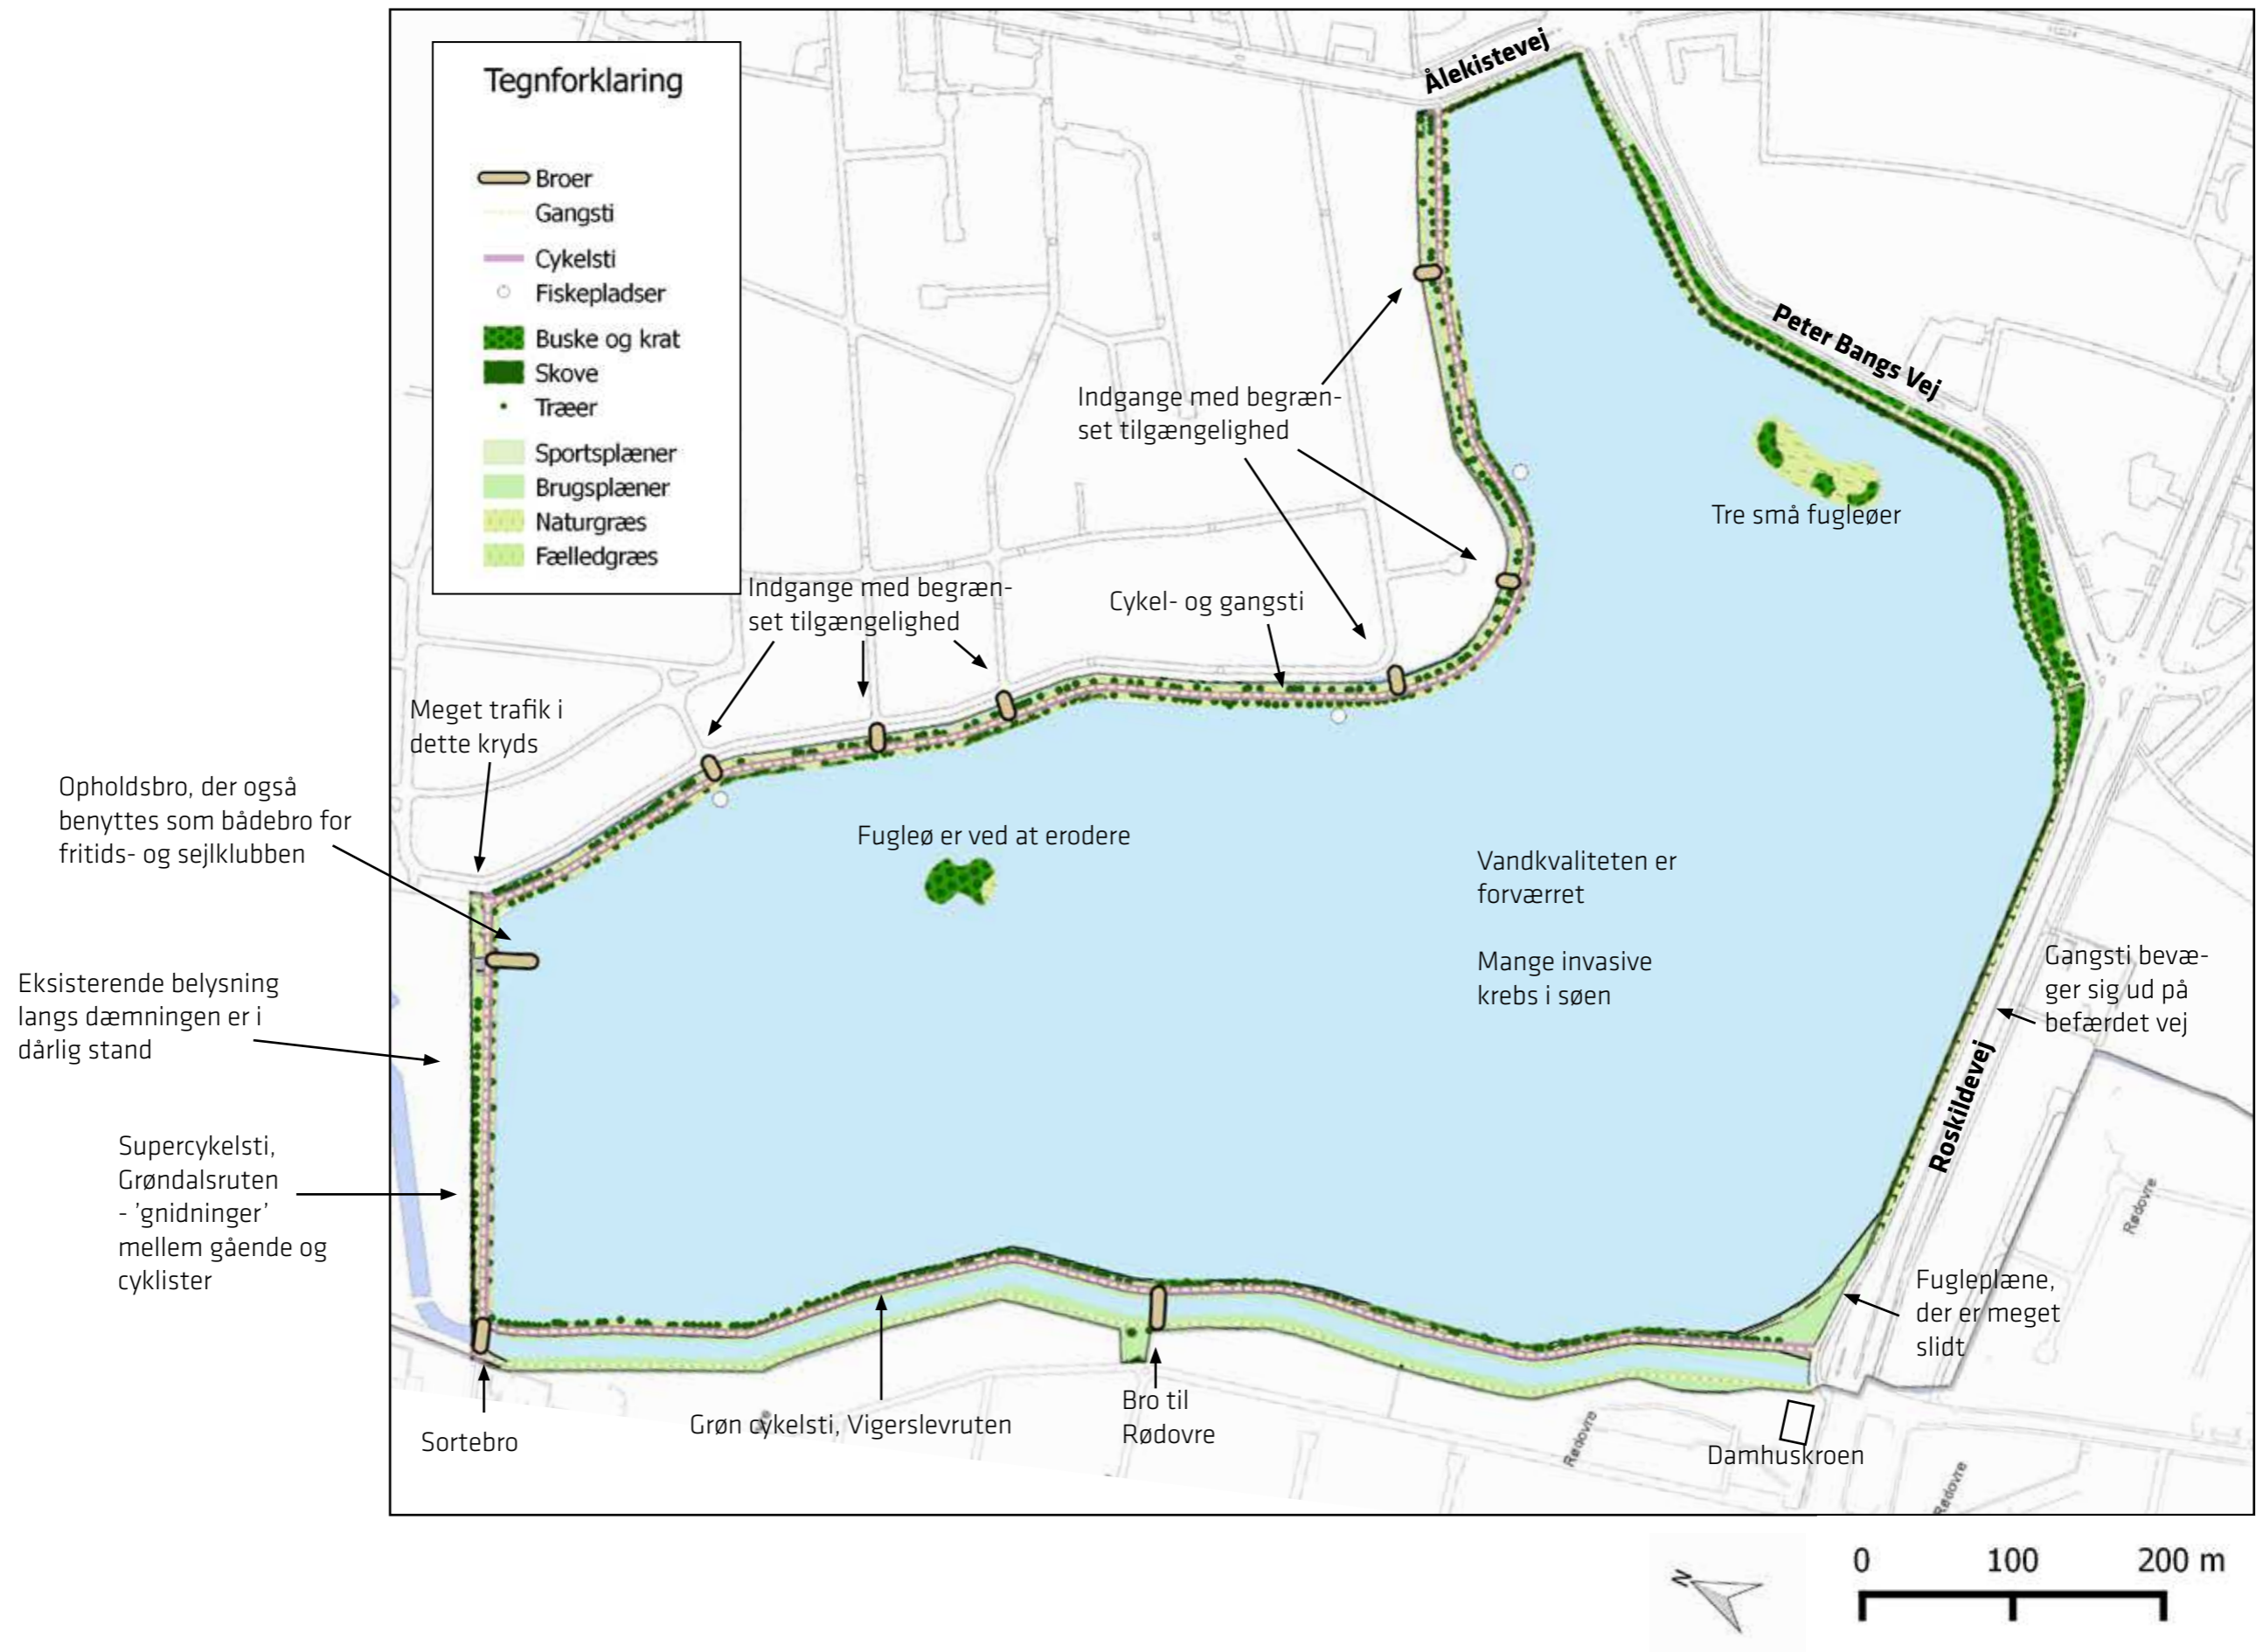 Tegnforklaring
Broer
Gangsti
Cykelsti
Fiskepladser
Buske og krat
Skove
Træer
Sportsplæner
Brugsplæner
Naturgræs
Fælledgræs
Ålekistevej
Peter Bangs Vej
Indgange med begræn-
set tilgængelighed
Tre små fugleøer
Indgange med begræn-
set tilgængelighed
Cykel- og gangsti
Meget trafik i
dette kryds
Opholdsbro, der også
benyttes som bådebro for
fritids- og sejlklubben
Fugleø er ved at erodere
Vandkvaliteten er
forværret
Mange invasive
krebs i søen
Eksisterende belysning
langs dæmningen er i
dårlig stand
Gangsti bevæ-
ger sig ud på
befærdet vej
Roskildevej
Supercykelsti,
Grøndalsruten
- 'gnidninger'
mellem gående og
cyklister
Rødovre
Fugleplæne,
der er meget
slidt
Sortebro
Grøn cykelsti, Vigerslevruten
Bro til
Rødovre
Rødovre
Damhuskroen
Rødovre
N
0 100 200 m